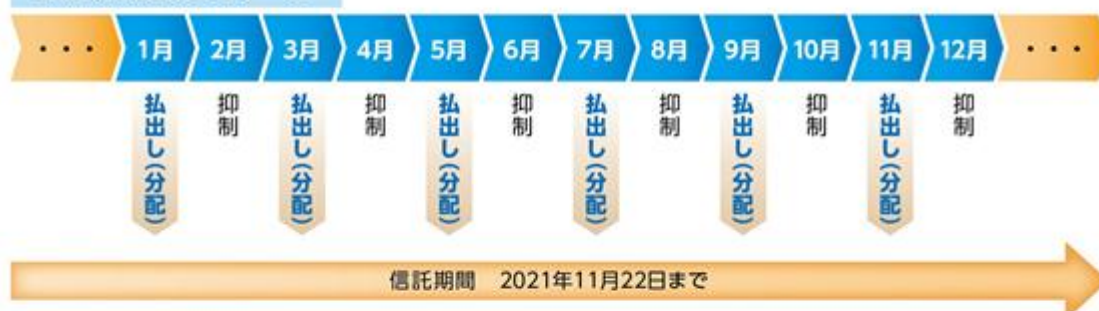 ・・・ 1月 2月 3月 4月 5月 6月 7月 8月 9月 10月 11月 12月 ・・・
払出し(分配)
抑制
払出し(分配)
抑制
払出し(分配)
抑制
払出し(分配)
抑制
払出し(分配)
抑制
払出し(分配)
抑制
信託期間 2021年11月22日まで